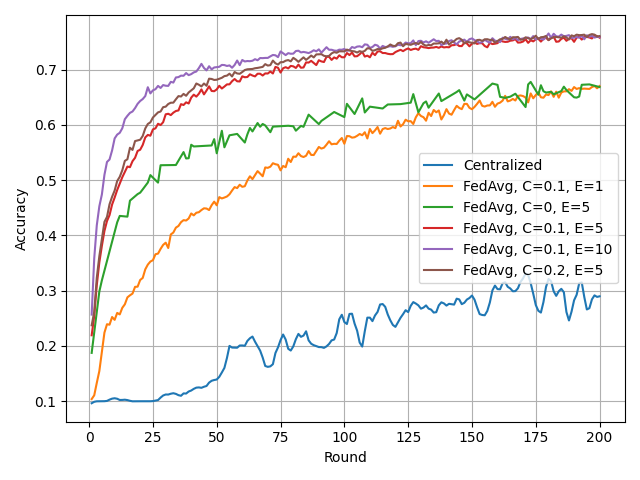 0.7
0.6
0.5
0.4
0.3
0.2
0.1
Accuracy
Centralized
FedAvg, C=0.1, E=1
FedAvg, C=0, E=5
FedAvg, C=0.1, E=5
FedAvg, C=0.1, E=10
FedAvg, C=0.2, E=5
0 25 50 75 100 125 150 175 200
Round